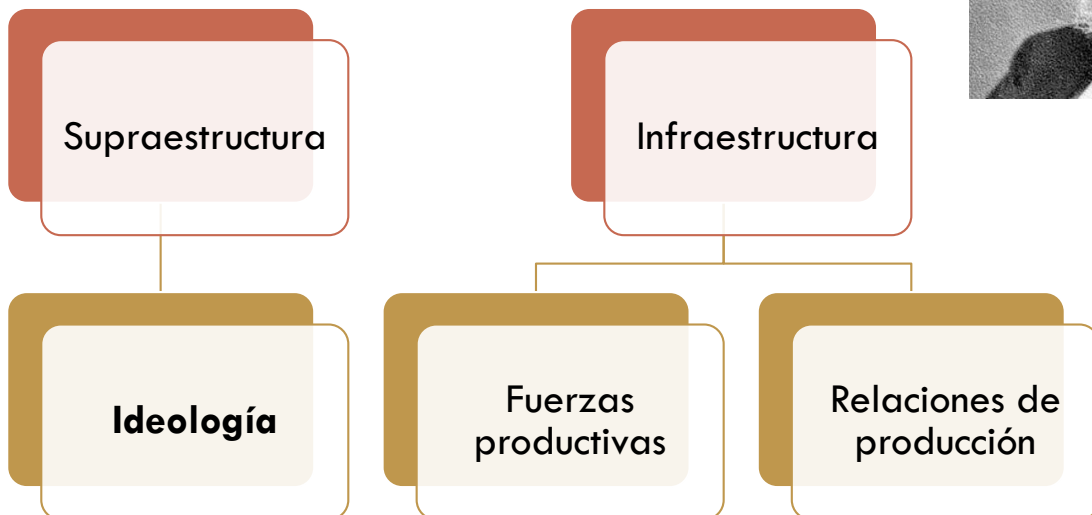 Supraestructura
Infraestructura
Ideología
Fuerzas
productivas
Relaciones de
producción